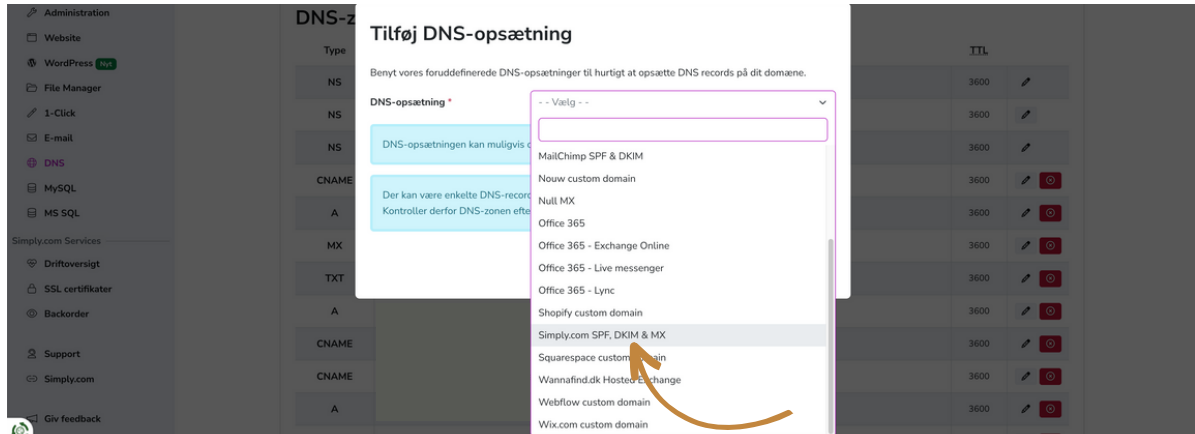 Administration
Website
WordPress Nyt
File Manager
1-Click
E-mail
DNS
MySQL
MS SQL
Simply.com Services
Driftoversigt
SSL certifikater
Backorder
Support
Simply.com
Giv feedback
DNS-z
Type
TTL
NS 3600
NS 3600
NS 3600
CNAME 3600
A 3600
MX 3600
TXT 3600
A 3600
CNAME 3600
CNAME 3600
A 3600
Tilføj DNS-opsætning
Benyt vores foruddefinerede DNS-opsætninger til hurtigt at opsætte DNS records på dit domæne.
DNS-opsætning *
- - Vælg - -
DNS-opsætningen kan muligvis
Der kan være enkelte DNS-record
Kontroller derfor DNS-zonen efte
MailChimp SPF & DKIM
Nouw custom domain
Null MX
Office 365
Office 365 - Exchange Online
Office 365 - Live messenger
Office 365 - Lync
Shopify custom domain
Simply.com SPF, DKIM & MX
Squarespace custom domain
Wannafind.dk Hosted Exchange
Webflow custom domain
Wix.com custom domain